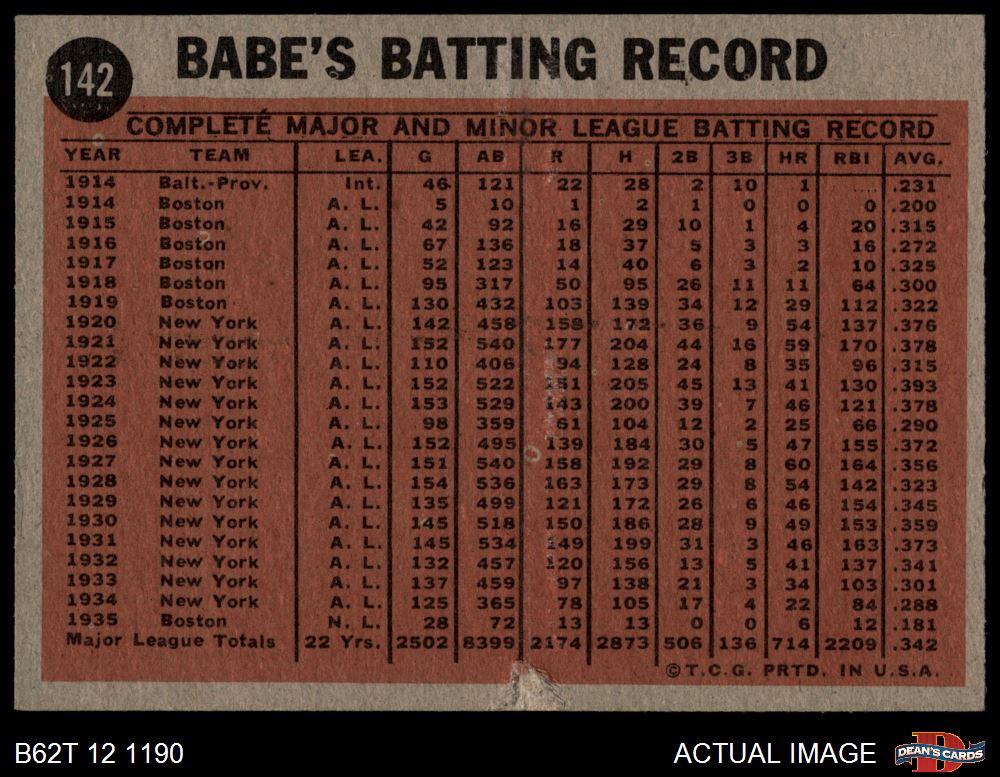 142 BABE'S BATTING RECORD
COMPLETE MAJOR AND MINOR LEAGUE BATTING RECORD
YEAR TEAM LEA. G AB R H 2B 3B HR RBI AVG.
1914 Balt.-Prov. Int. 46 121 22 28 2 10 1 .... .231
1914 Boston A. L. 5 10 1 2 1 0 0 0 .200
1915 Boston A. L. 42 92 16 29 10 1 4 20 .315
1916 Boston A. L. 67 136 18 37 5 3 3 16 .272
1917 Boston A. L. 52 123 14 40 6 3 2 10 .325
1918 Boston A. L. 95 317 50 95 26 11 11 64 .300
1919 Boston A. L. 130 432 103 139 34 12 29 112 .322
1920 New York A. L. 142 458 158 172 36 9 54 137 .376
1921 New York A. L. 152 540 177 204 44 16 59 170 .378
1922 New York A. L. 110 406 94 128 24 8 35 96 .315
1923 New York A. L. 152 522 151 205 45 13 41 130 .393
1924 New York A. L. 153 529 143 200 39 7 46 121 .378
1925 New York A. L. 98 359 61 104 12 2 25 66 .290
1926 New York A. L. 152 495 139 184 30 5 47 155 .372
1927 New York A. L. 151 540 158 192 29 8 60 164 .356
1928 New York A. L. 154 536 163 173 29 8 54 142 .323
1929 New York A. L. 135 499 121 172 26 6 46 154 .345
1930 New York A. L. 145 518 150 186 28 9 49 153 .359
1931 New York A. L. 145 534 149 199 31 3 46 163 .373
1932 New York A. L. 132 457 120 156 13 5 41 137 .341
1933 New York A. L. 137 459 97 138 21 3 34 103 .301
1934 New York A. L. 125 365 78 105 17 4 22 84 .288
1935 Boston N. L. 28 72 13 13 0 0 6 12 .181
Major League Totals 22 Yrs. 2502 8399 2174 2873 506 136 714 2209 .342
©T.C.G. PRTD. IN U.S.A.
B62T 12 1190 ACTUAL IMAGE DEAN'S CARDS